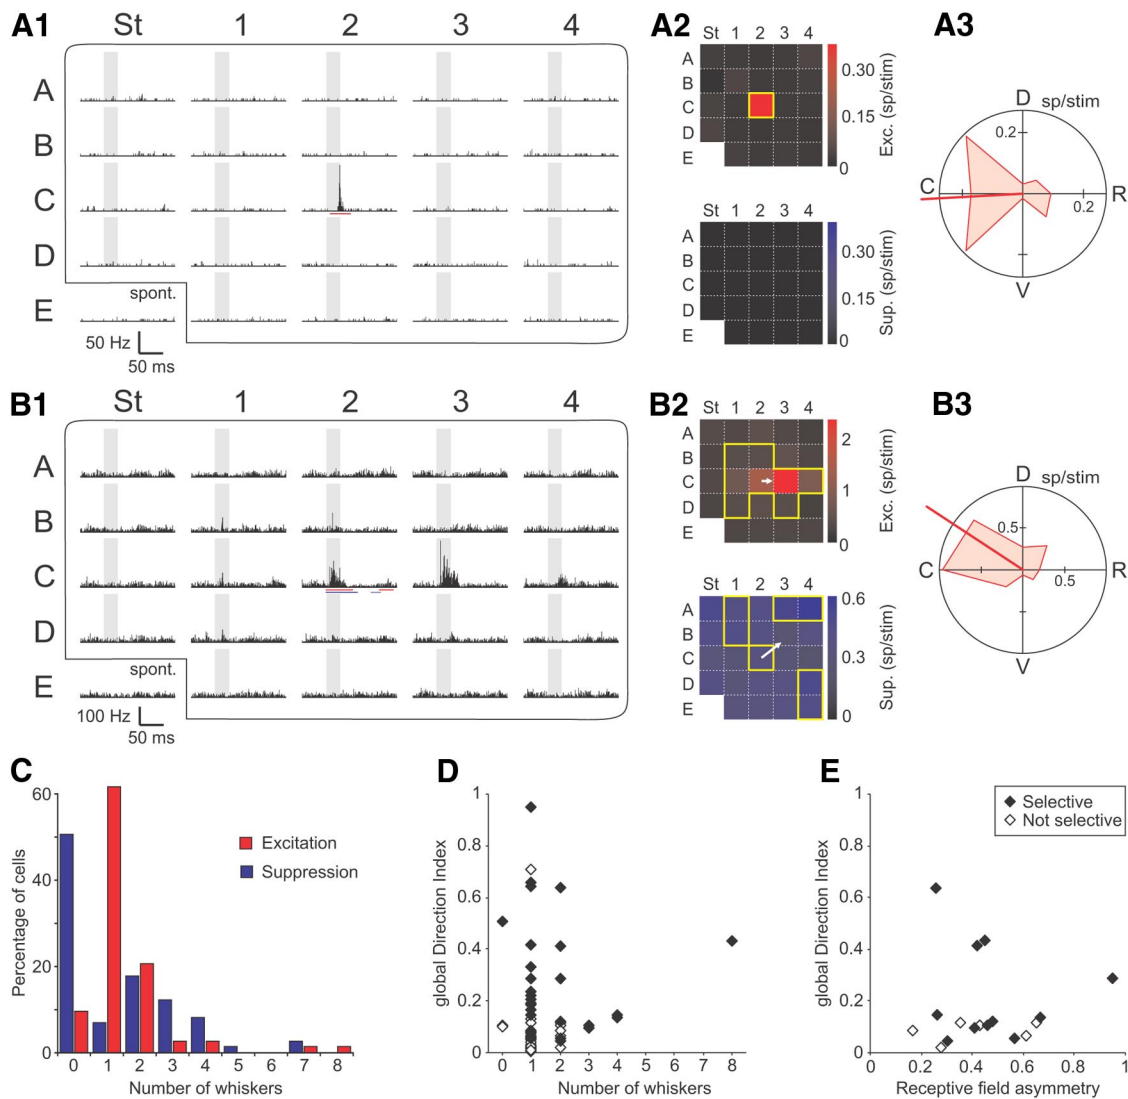 A1
St 1 2 3 4
A
B
C
D
E
spont.
50 Hz
50 ms
A2
St 1 2 3 4
A
B
C
D
E
0.30
0.15
0
Exc. (sp/stim)
1 2 3 4
St
A
B
C
D
E
0.30
0.15
0
Sup. (sp/stim)
A3
D sp/stim
0.2
C
R
0.2
V
B1
St 1 2 3 4
A
B
C
D
E
spont.
100 Hz
50 ms
B2
St 1 2 3 4
A
B
C
D
E
2
1
0
Exc. (sp/stim)
St 1 2 3 4
A
B
C
D
E
0.6
0.3
0
Sup. (sp/stim)
B3
D sp/stim
0.5
C
R
0.5
V
C
60
40
20
0
Percentage of cells
Excitation
Suppression
0 1 2 3 4 5 6 7 8
Number of whiskers
D
1
0.8
0.6
0.4
0.2
0
global Direction Index
0 1 2 3 4 6 8
Number of whiskers
E
1
0.8
0.6
0.4
0.2
0
global Direction Index
Selective
Not selective
0.2 0.4 0.6 0.8 1
Receptive field asymmetry